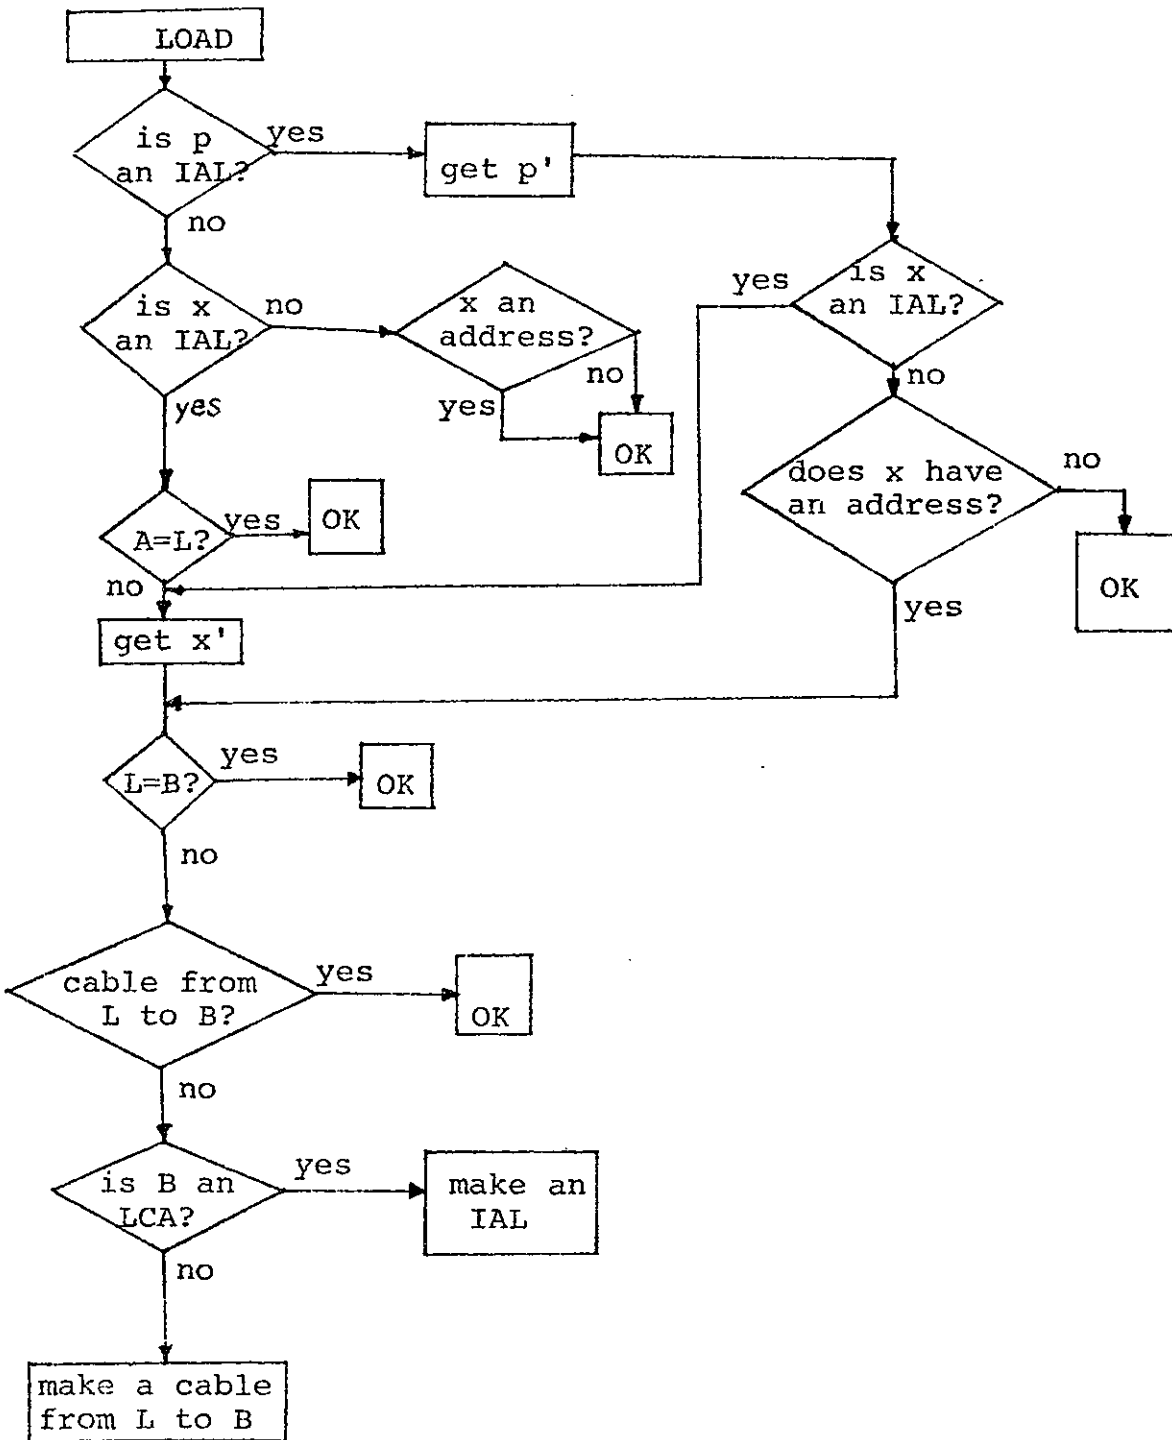 LOAD
is p
an IAL?
yes
get p'
no
is x
an IAL?
no
x an
address?
yes
is x
an IAL?
yes
yes
no
OK
no
does x have
an address?
no
A=L?
yes
OK
no
OK
get x'
yes
L=B?
yes
OK
no
cable from
L to B?
yes
OK
no
is B an
LCA?
yes
make an
IAL
no
make a cable
from L to B